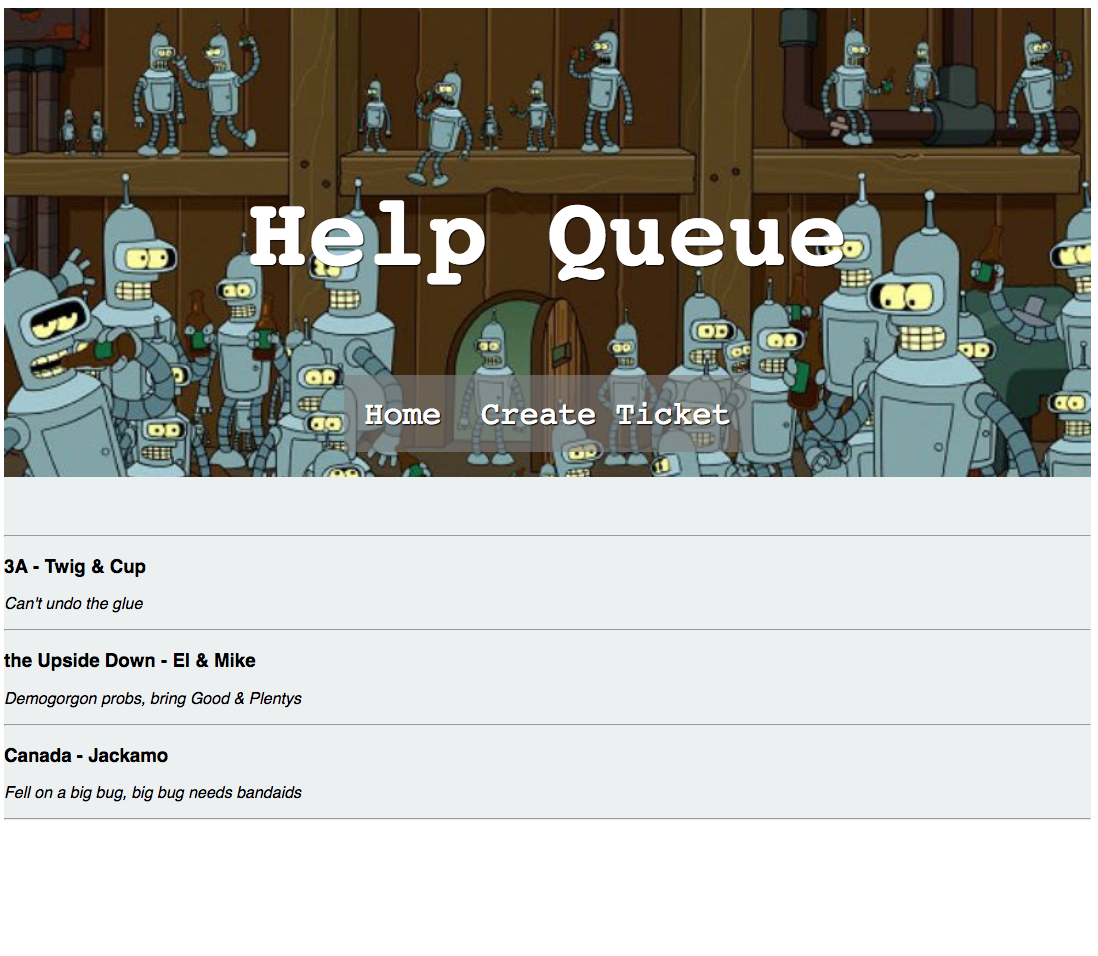 Help Queue
Home Create Ticket
3A - Twig & Cup
Can't undo the glue
the Upside Down - El & Mike
Demogorgon probs, bring Good & Plentys
Canada - Jackamo
Fell on a big bug, big bug needs bandaids